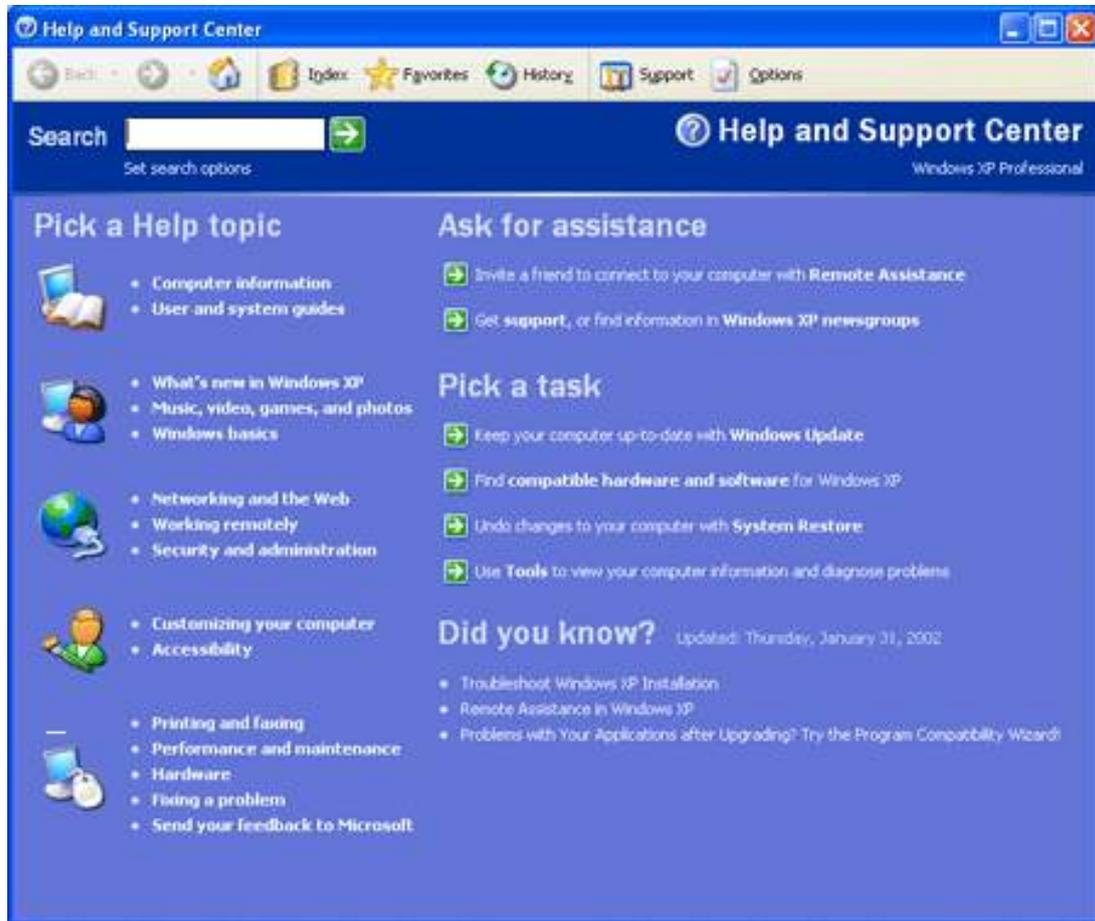 Help and Support Center
Back
Index
Favorites
History
Support
Options
Search
Set search options
Help and Support Center
Windows XP Professional
Pick a Help topic
Computer information
User and system guides
What's new in Windows XP
Music, video, games, and photos
Windows basics
Networking and the Web
Working remotely
Security and administration
Customizing your computer
Accessibility
Printing and faxing
Performance and maintenance
Hardware
Fixing a problem
Send your feedback to Microsoft
Ask for assistance
Invite a friend to connect to your computer with Remote Assistance
Get support, or find information in Windows XP newsgroups
Pick a task
Keep your computer up-to-date with Windows Update
Find compatible hardware and software for Windows XP
Undo changes to your computer with System Restore
Use Tools to view your computer information and diagnose problems
Did you know? Updated: Thursday, January 31, 2002
Troubleshoot Windows XP Installation
Remote Assistance in Windows XP
Problems with Your Applications after Upgrading? Try the Program Compatibility Wizard!